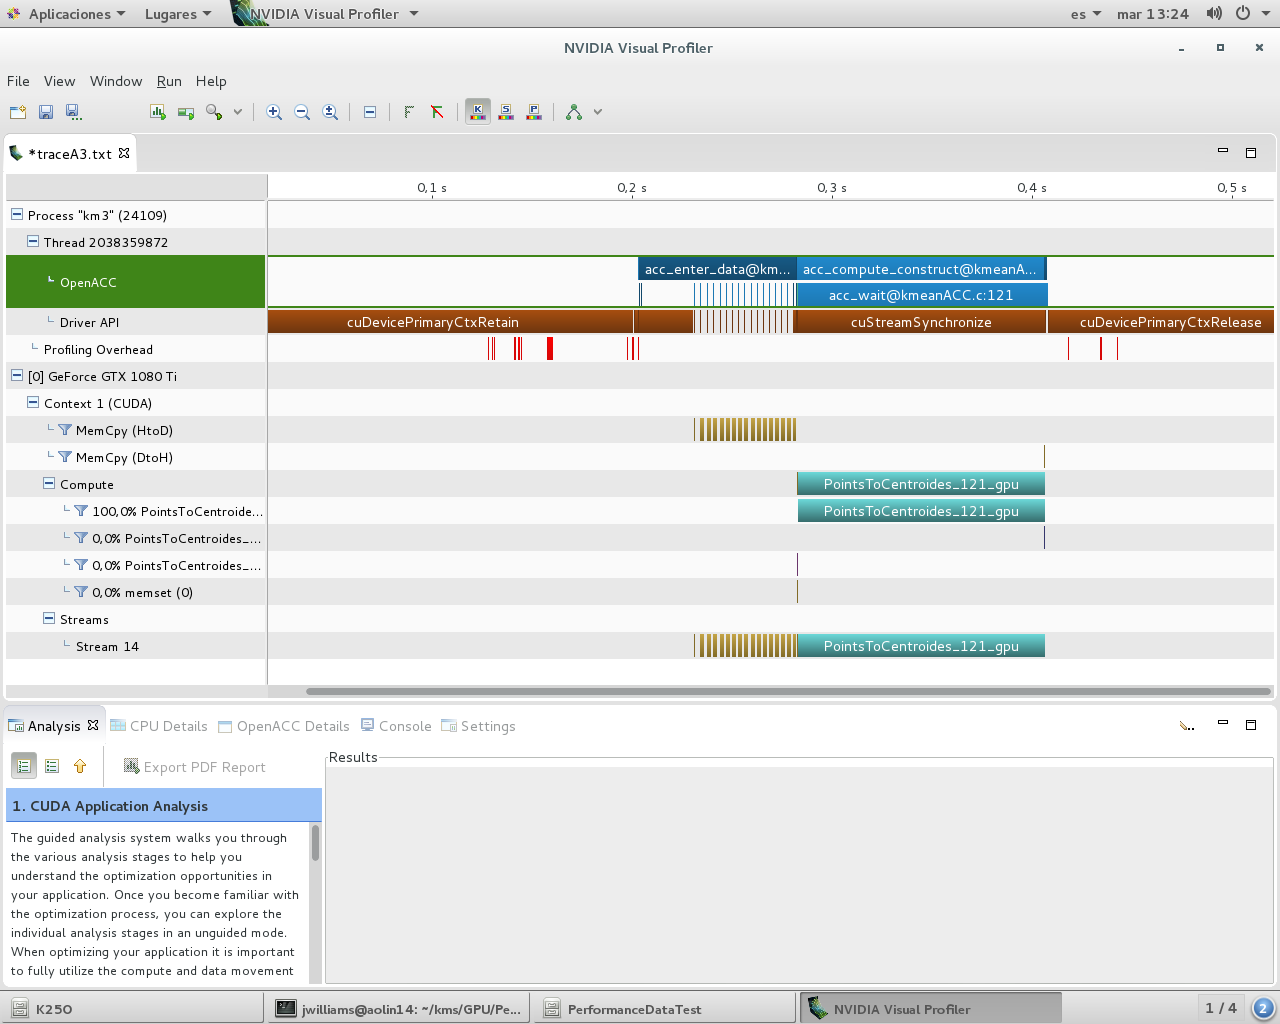 Aplicaciones Lugares NVIDIA Visual Profiler es mar 13:24
NVIDIA Visual Profiler
File View Window Run Help
K S P
*traceA3.txt
0,1 s 0,2 s 0,3 s 0,4 s 0,5 s
Process "km3" (24109)
Thread 2038359872
OpenACC
acc_enter_data@km... acc_compute_construct@kmeanA...
acc_wait@kmeanACC.c:121
Driver API cuDevicePrimaryCtxRetain cuStreamSynchronize cuDevicePrimaryCtxRelease
Profiling Overhead
[0] GeForce GTX 1080 Ti
Context 1 (CUDA)
MemCpy (HtoD)
MemCpy (DtoH)
Compute PointsToCentroides_121_gpu
100,0% PointsToCentroide... PointsToCentroides_121_gpu
0,0% PointsToCentroides_...
0,0% PointsToCentroides_...
0,0% memset (0)
Streams
Stream 14 PointsToCentroides_121_gpu
Analysis CPU Details OpenACC Details Console Settings
Export PDF Report
Results
1. CUDA Application Analysis
The guided analysis system walks you through
the various analysis stages to help you
understand the optimization opportunities in
your application. Once you become familiar with
the optimization process, you can explore the
individual analysis stages in an unguided mode.
When optimizing your application it is important
to fully utilize the compute and data movement
K250 jwilliams@aolin14: ~/kms/GPU/Pe... PerformanceDataTest NVIDIA Visual Profiler 1 / 4 2